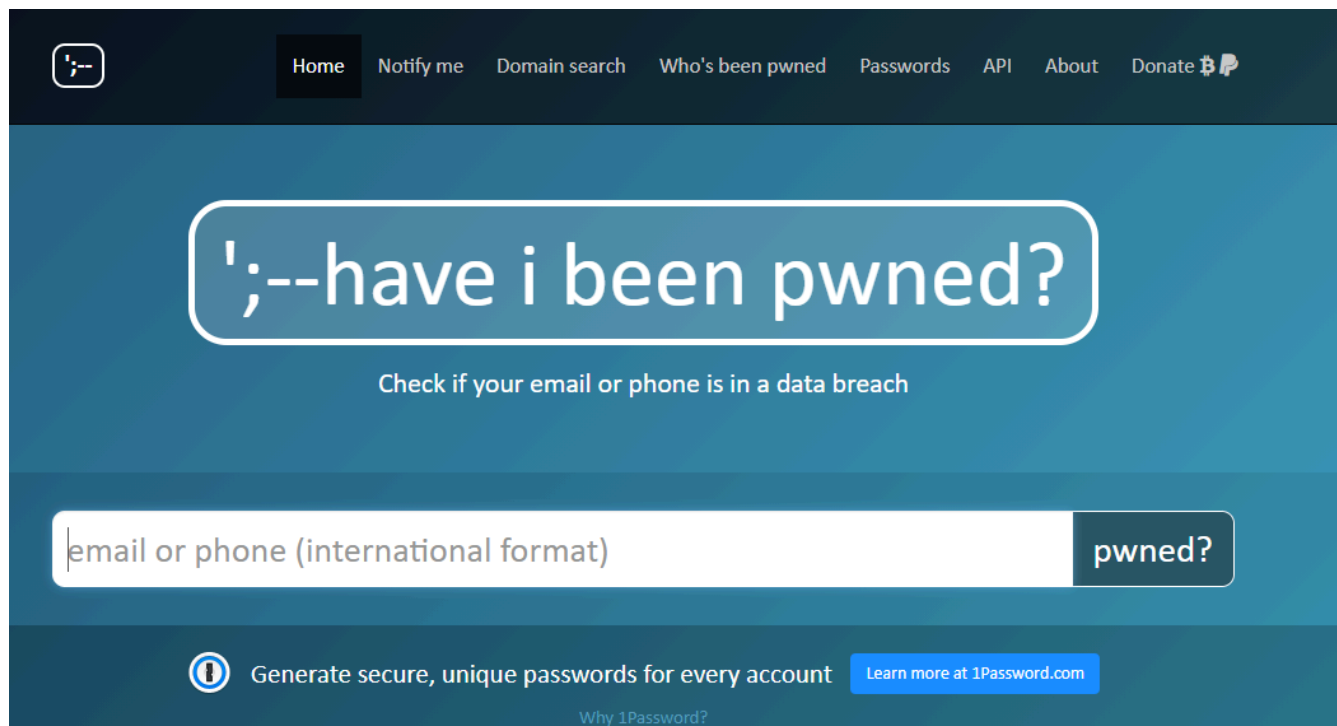 ';--
Home Notify me Domain search Who's been pwned Passwords API About Donate
';--have i been pwned?
Check if your email or phone is in a data breach
email or phone (international format) pwned?
Generate secure, unique passwords for every account Learn more at 1Password.com
Why 1Password?